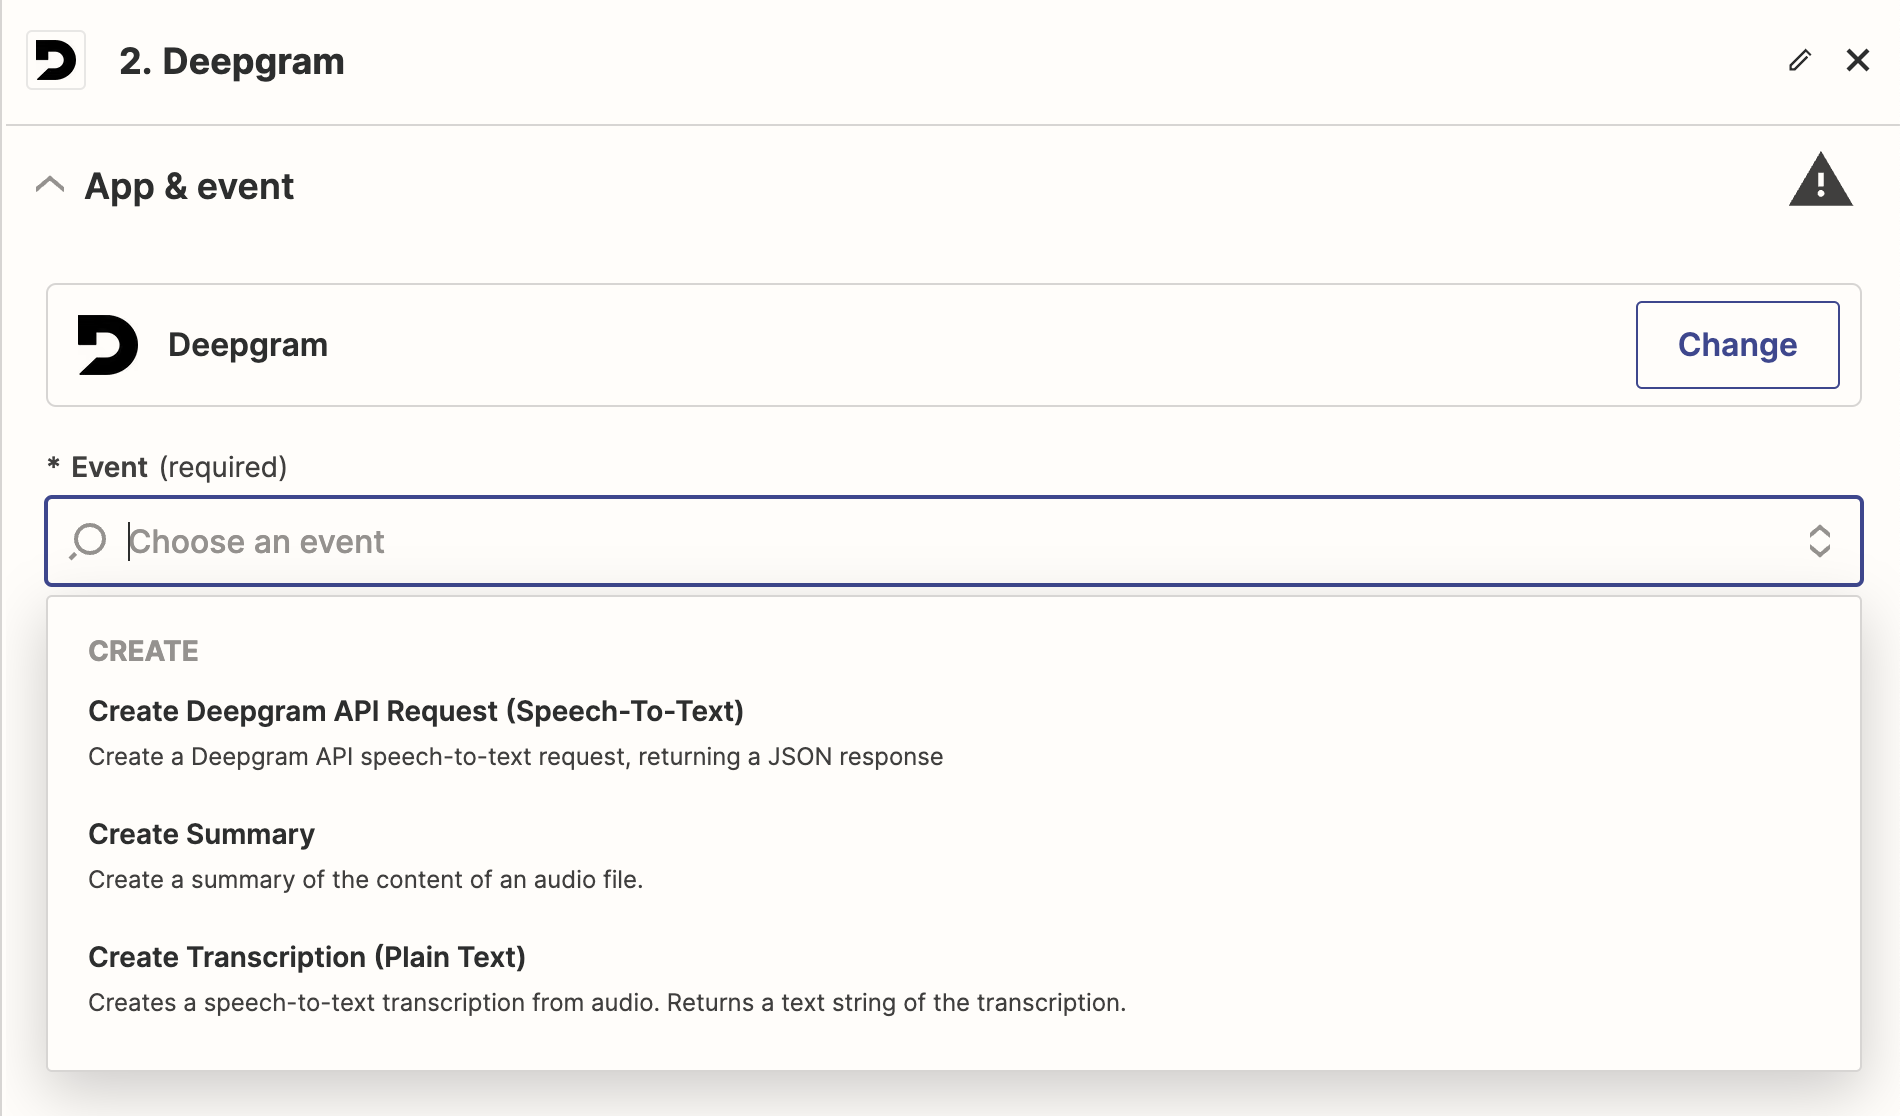 2. Deepgram
App & event
Deepgram
Change
* Event (required)
Choose an event
CREATE
Create Deepgram API Request (Speech-To-Text)
Create a Deepgram API speech-to-text request, returning a JSON response
Create Summary
Create a summary of the content of an audio file.
Create Transcription (Plain Text)
Creates a speech-to-text transcription from audio. Returns a text string of the transcription.